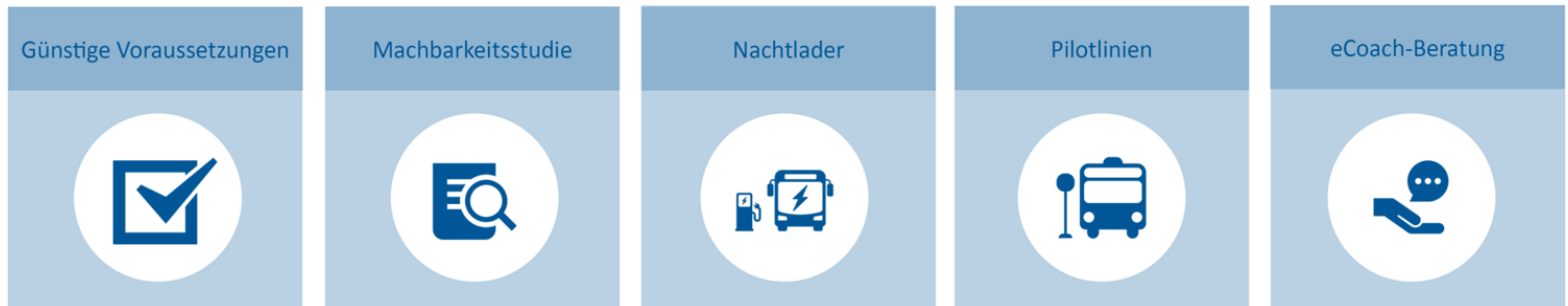 Günstige Voraussetzungen
Machbarkeitsstudie
Nachtlader
Pilotlinien
eCoach-Beratung